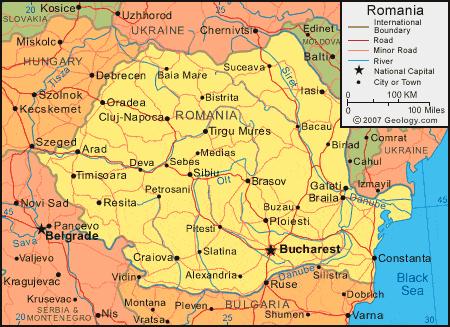 Kosice
SLOVAKIA
Uzhhorod
UKRAINE
Chernivtsi
Edinet
MOLDOVA
Balti
Miskolc
HUNGARY
Tisza
Debrecen
Baia Mare
Suceava
Siret
Iasi
Szolnok
Kecskemet
Oradea
Bistrita
Cluj-Napoca
ROMANIA
Tirgu Mures
Bacau
Comrat
UKRAINE
Szeged
Arad
Medias
Birlad
Cahul
Deva
Sebes
Sibiu
Olt
Brasov
Timisoara
Petrosani
Galati
Izmayil
Braila
Danube
45
45
Novi Sad
Resita
Buzau
Ploiesti
Pancevo
Belgrade
Sava
Pitesti
Bucharest
Valjevo
Craiova
Slatina
Constanta
Kragujevac
Vidin
Alexandria
Danube
Silistra
Ruse
Black
Sea
Krusevac
SERBIA &
MONTENEGRO
Nis
Montana
Vratsa
Pleven
BULGARIA
Shumen
Dobrich
Varna
Romania
International
Boundary
Road
Minor Road
River
National Capital
City or Town
0 100 KM
0 100 Miles
© 2007 Geology.com